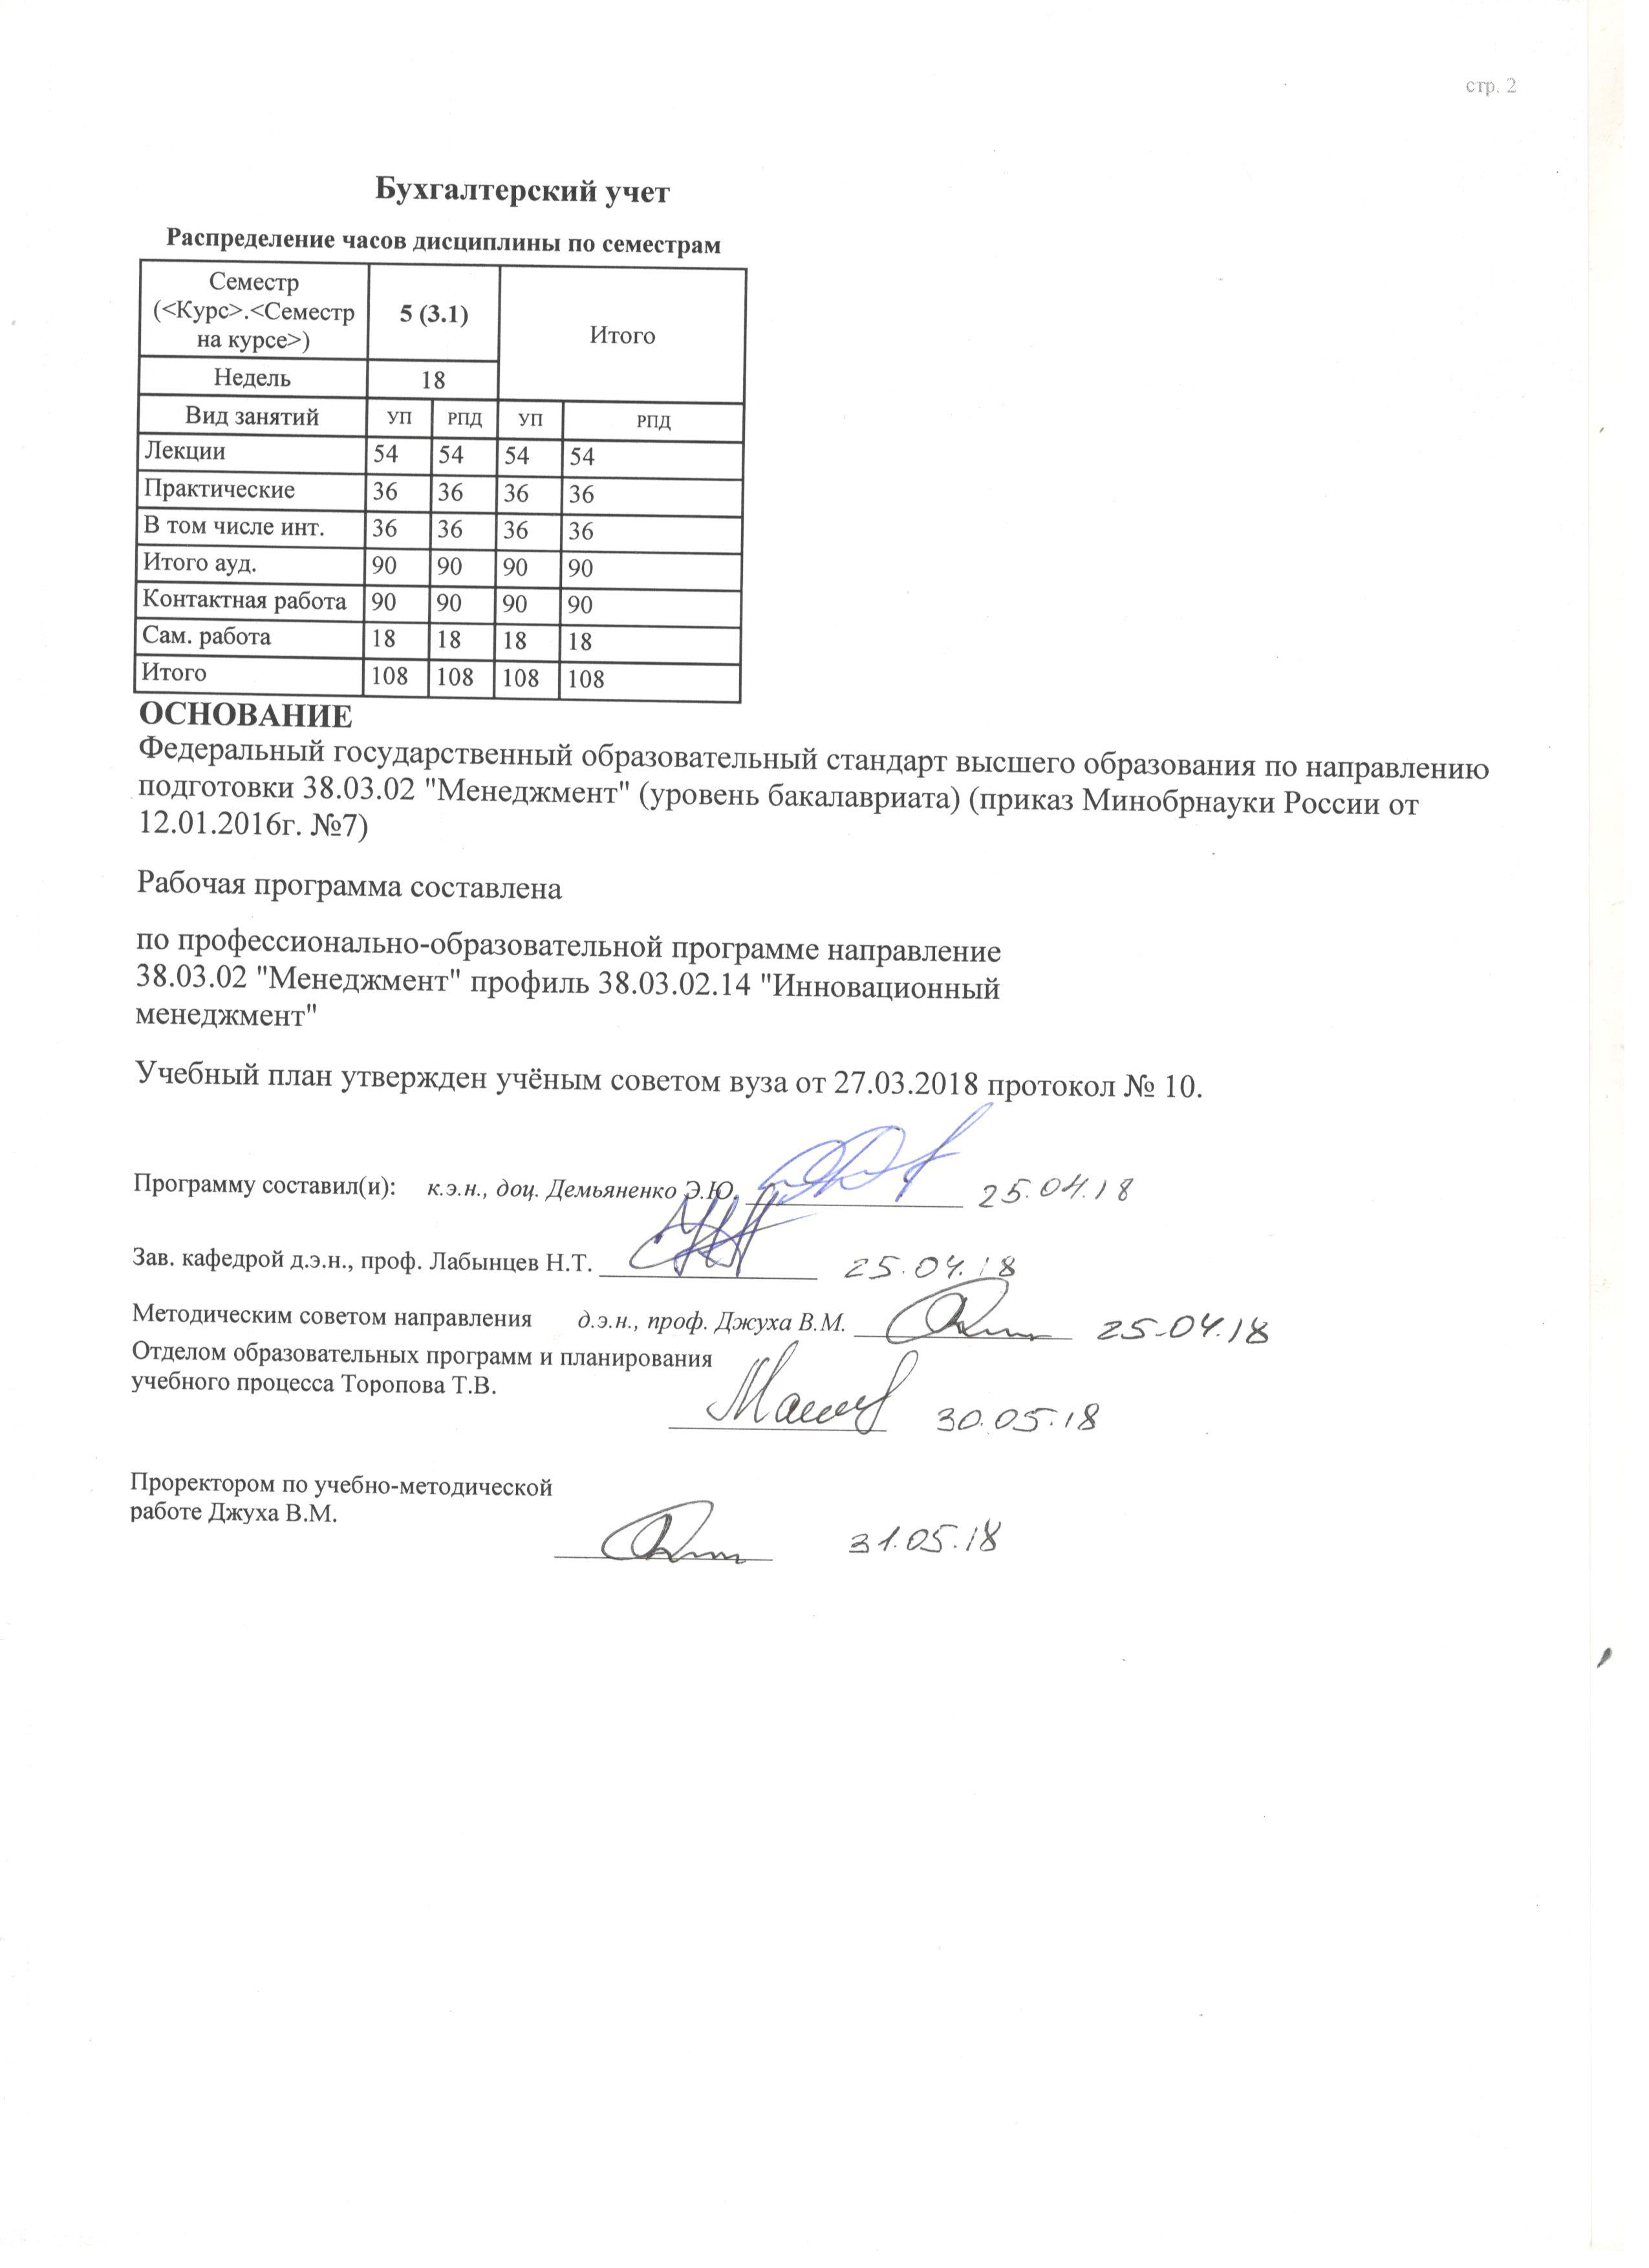 стр. 2
Бухгалтерский учет
Распределение часов дисциплины по семестрам
Семестр
(<Курс>.<Семестр
на курсе>)
5 (3.1)
Итого
Недель 18
Вид занятий УП РПД УП РПД
Лекции 54 54 54 54
Практические 36 36 36 36
В том числе инт. 36 36 36 36
Итого ауд. 90 90 90 90
Контактная работа 90 90 90 90
Сам. работа 18 18 18 18
Итого 108 108 108 108
ОСНОВАНИЕ
Федеральный государственный образовательный стандарт высшего образования по направлению
подготовки 38.03.02 "Менеджмент" (уровень бакалавриата) (приказ Минобрнауки России от
12.01.2016г. №7)
Рабочая программа составлена
по профессионально-образовательной программе направление
38.03.02 "Менеджмент" профиль 38.03.02.14 "Инновационный
менеджмент"
Учебный план утвержден учёным советом вуза от 27.03.2018 протокол № 10.
Программу составил(и): к.э.н., доц. Демьяненко Э.Ю. 25.04.18
Зав. кафедрой д.э.н., проф. Лабынцев Н.Т. 25.04.18
Методическим советом направления д.э.н., проф. Джуха В.М. 25.04.18
Отделом образовательных программ и планирования
учебного процесса Торопова Т.В.
30.05.18
Проректором по учебно-методической
работе Джуха В.М.
31.05.18